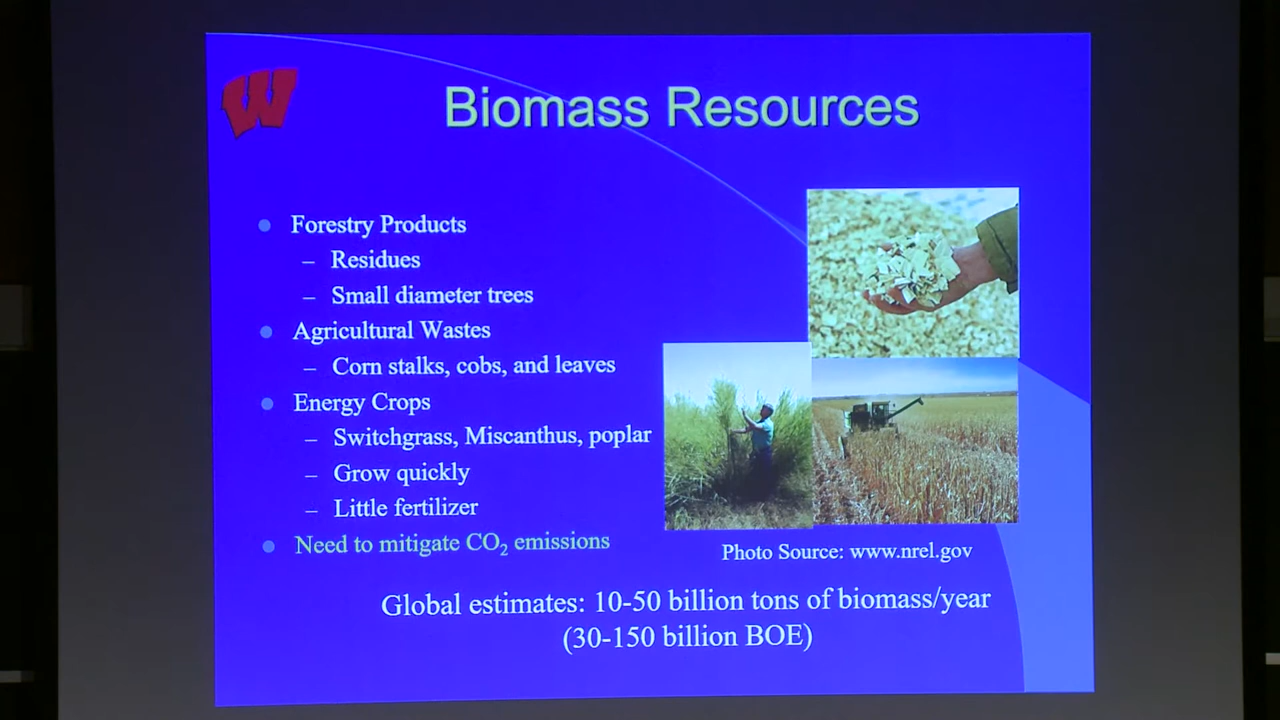 W
Biomass Resources
Forestry Products
– Residues
– Small diameter trees
Agricultural Wastes
– Corn stalks, cobs, and leaves
Energy Crops
– Switchgrass, Miscanthus, poplar
– Grow quickly
– Little fertilizer
Need to mitigate CO₂ emissions
Photo Source: www.nrel.gov
Global estimates: 10-50 billion tons of biomass/year
(30-150 billion BOE)